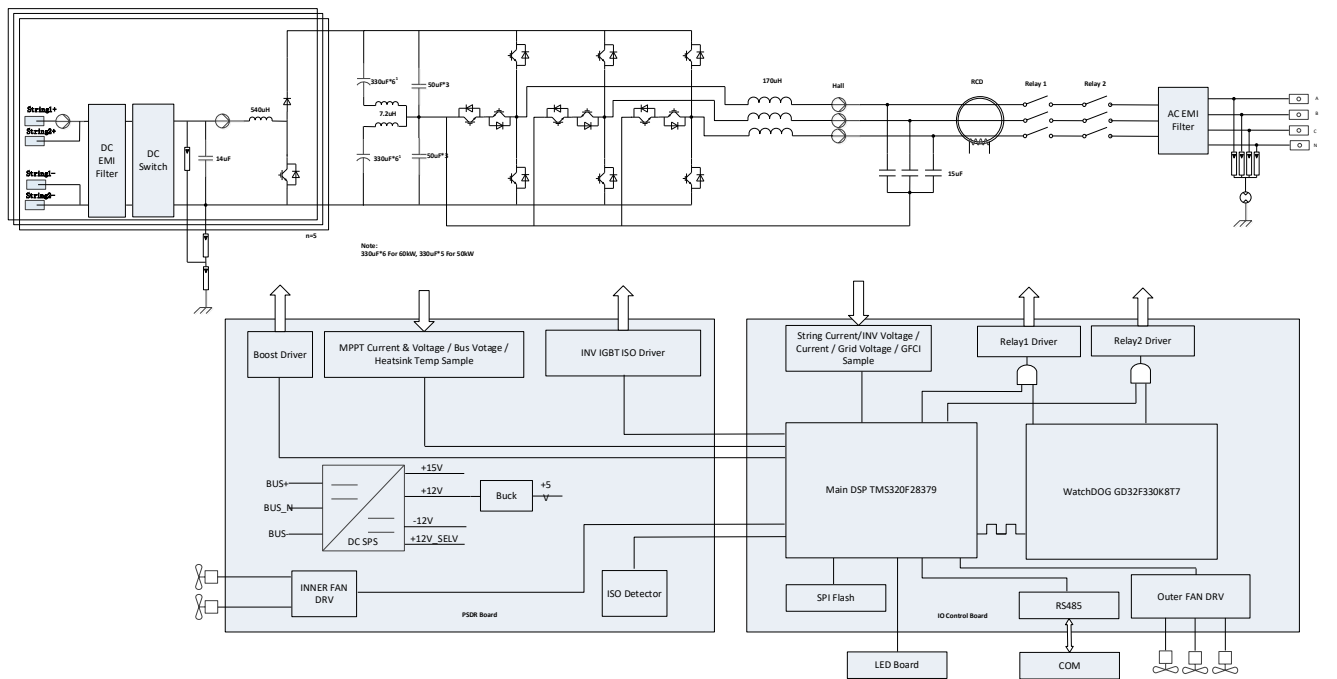 String1+
String2+
String1-
String2-
DC
EMI
Filter
DC
Switch
14uF
540uH
n=5
330uF*6¹
7.2uH
330uF*6¹
50uF*3
50uF*3
170uH
Hall
RCD
Relay 1
Relay 2
15uF
AC EMI
Filter
A
B
C
N
Note:
330uF*6 For 60kW, 330uF*5 For 50kW
Boost Driver
MPPT Current & Voltage / Bus Votage /
Heatsink Temp Sample
INV IGBT ISO Driver
BUS+
BUS_N
BUS-
DC SPS
+15V
+12V
-12V
+12V_SELV
Buck
+5
V
INNER FAN
DRV
ISO Detector
PSDR Board
String Current/INV Voltage /
Current / Grid Voltage / GFCI
Sample
Relay1 Driver
Relay2 Driver
Main DSP TMS320F28379
WatchDOG GD32F330K8T7
SPI Flash
RS485
Outer FAN DRV
IO Control Board
LED Board
COM